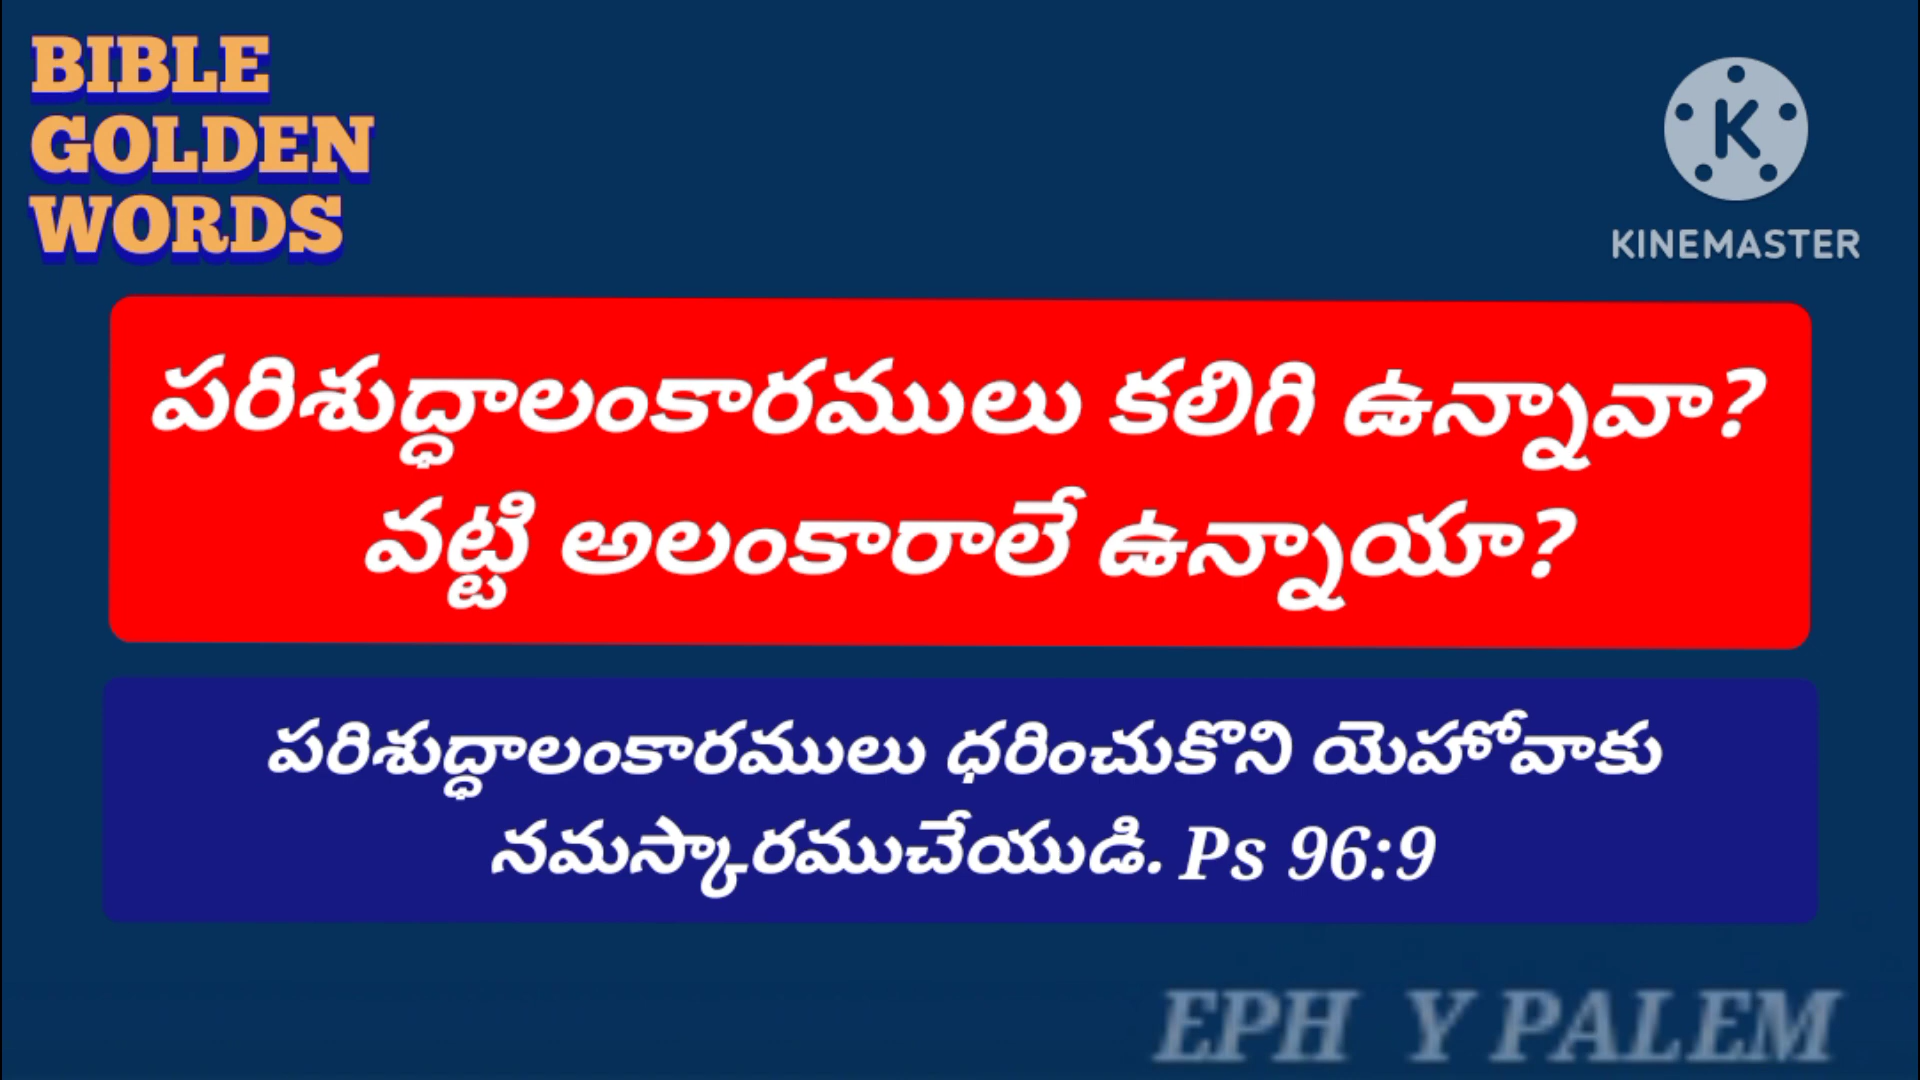 BIBLE
GOLDEN
WORDS
KINEMASTER
పరిశుద్ధాలంకారములు కలిగి ఉన్నావా?
వట్టి అలంకారాలే ఉన్నాయా?
పరిశుద్ధాలంకారములు ధరించుకొని యెహోవాకు
నమస్కారముచేయుడి. Ps 96:9
EPH Y PALEM